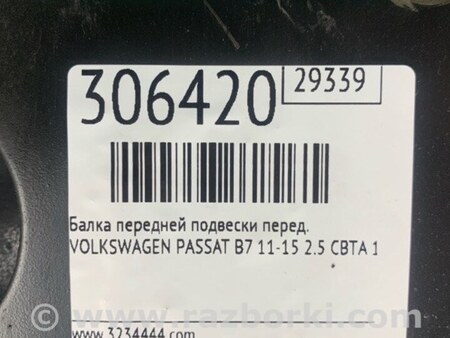 306420
29339
Балка передней подвески перед.
VOLKSWAGEN PASSAT B7 11-15 2.5 CBTA 1
www.3234444.com
© www.razborki.com